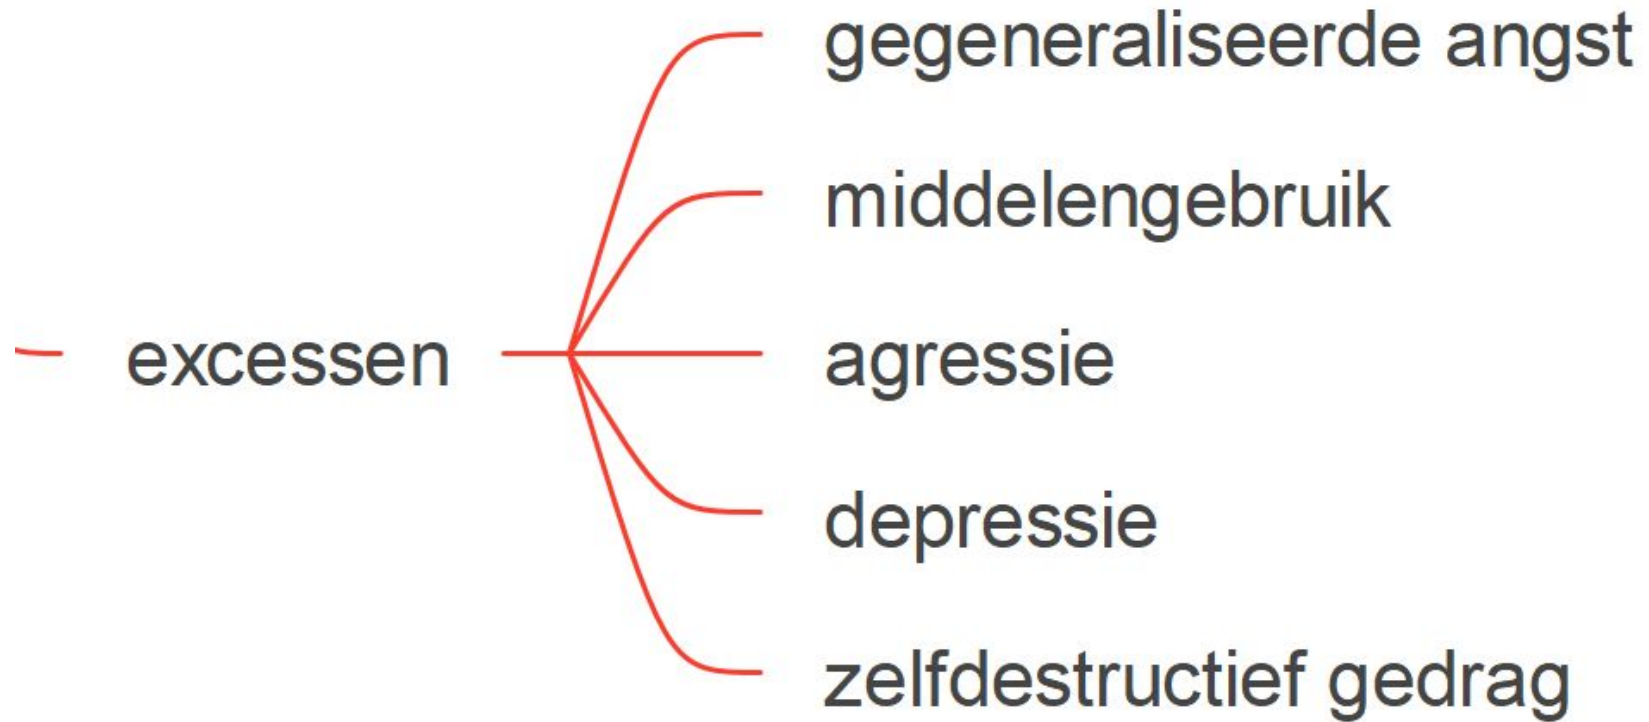 gegeneraliseerde angst
middelengebruik
excessen
agressie
depressie
zelfdestructief gedrag